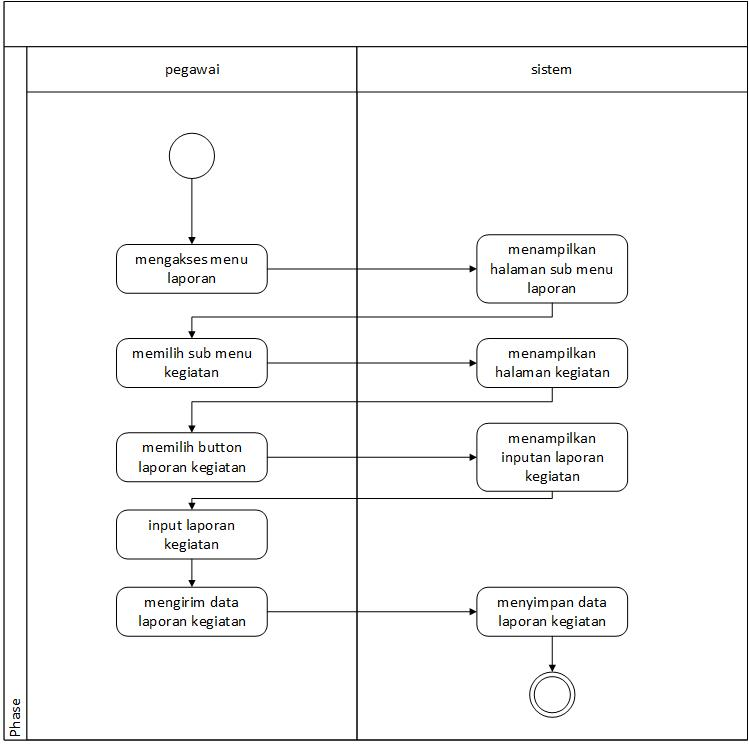 pegawai
sistem
mengakses menu
laporan
menampilkan
halaman sub menu
laporan
memilih sub menu
kegiatan
menampilkan
halaman kegiatan
memilih button
laporan kegiatan
menampilkan
inputan laporan
kegiatan
input laporan
kegiatan
mengirim data
laporan kegiatan
menyimpan data
laporan kegiatan
Phase